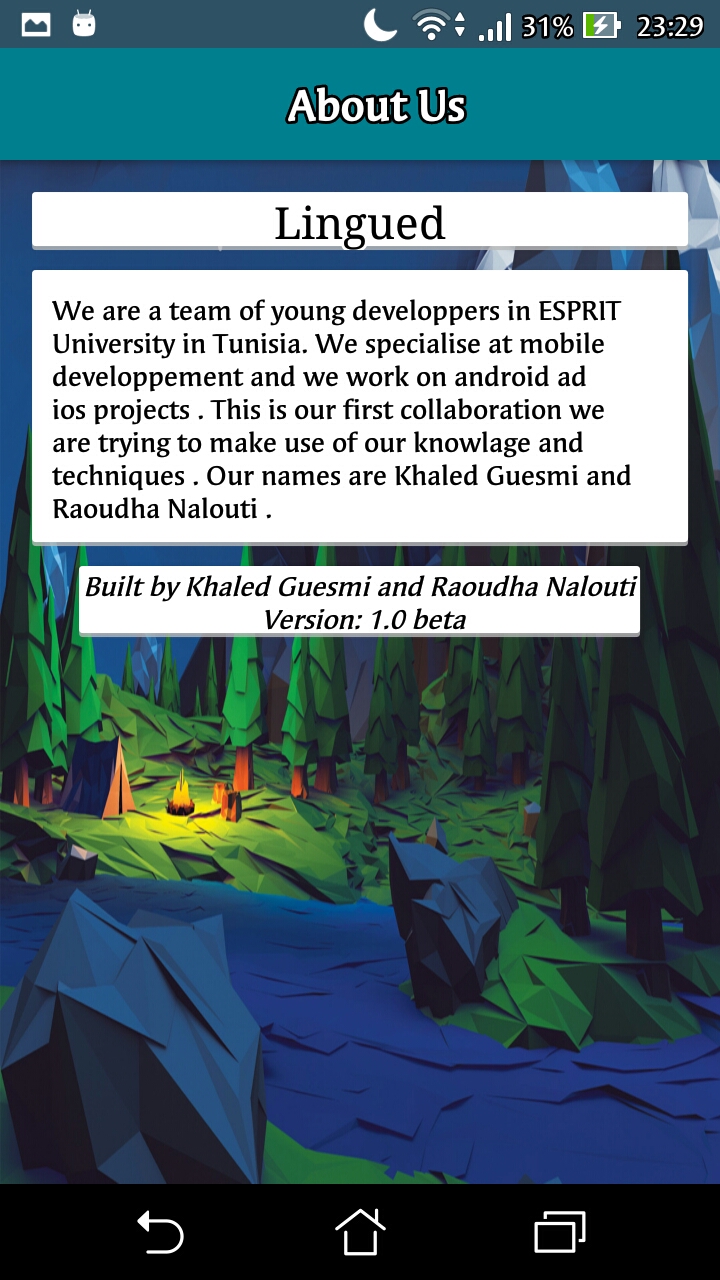 31% 23:29
About Us
Lingued
We are a team of young developpers in ESPRIT
University in Tunisia. We specialise at mobile
developpement and we work on android ad
ios projects . This is our first collaboration we
are trying to make use of our knowlage and
techniques . Our names are Khaled Guesmi and
Raoudha Nalouti .
Built by Khaled Guesmi and Raoudha Nalouti
Version: 1.0 beta